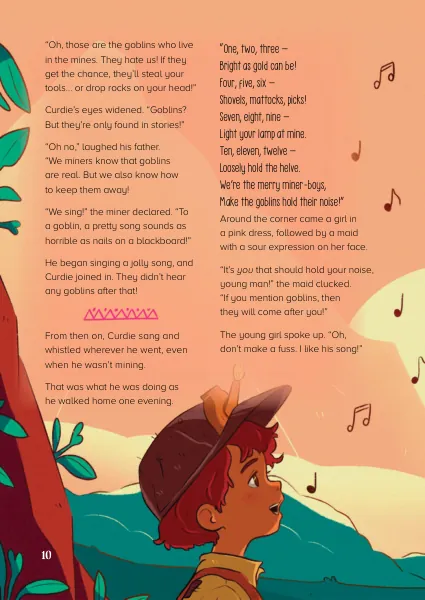 "Oh, those are the goblins who live
in the mines. They hate us! If they
get the chance, they'll steal your
tools... or drop rocks on your head!"
Curdie's eyes widened. "Goblins?
But they're only found in stories!"
"Oh no," laughed his father.
"We miners know that goblins
are real. But we also know how
to keep them away!
"We sing!" the miner declared. "To
a goblin, a pretty song sounds as
horrible as nails on a blackboard!"
He began singing a jolly song, and
Curdie joined in. They didn't hear
any goblins after that!
From then on, Curdie sang and
whistled wherever he went, even
when he wasn't mining.
That was what he was doing as
he walked home one evening.
"One, two, three –
Bright as gold can be!
Four, five, six –
Shovels, mattocks, picks!
Seven, eight, nine –
Light your lamp at mine.
Ten, eleven, twelve –
Loosely hold the helve.
We're the merry miner-boys,
Make the goblins hold their noise!"
Around the corner came a girl in
a pink dress, followed by a maid
with a sour expression on her face.
"It's you that should hold your noise,
young man!" the maid clucked.
"If you mention goblins, then
they will come after you!"
The young girl spoke up. "Oh,
don't make a fuss. I like his song!"
10